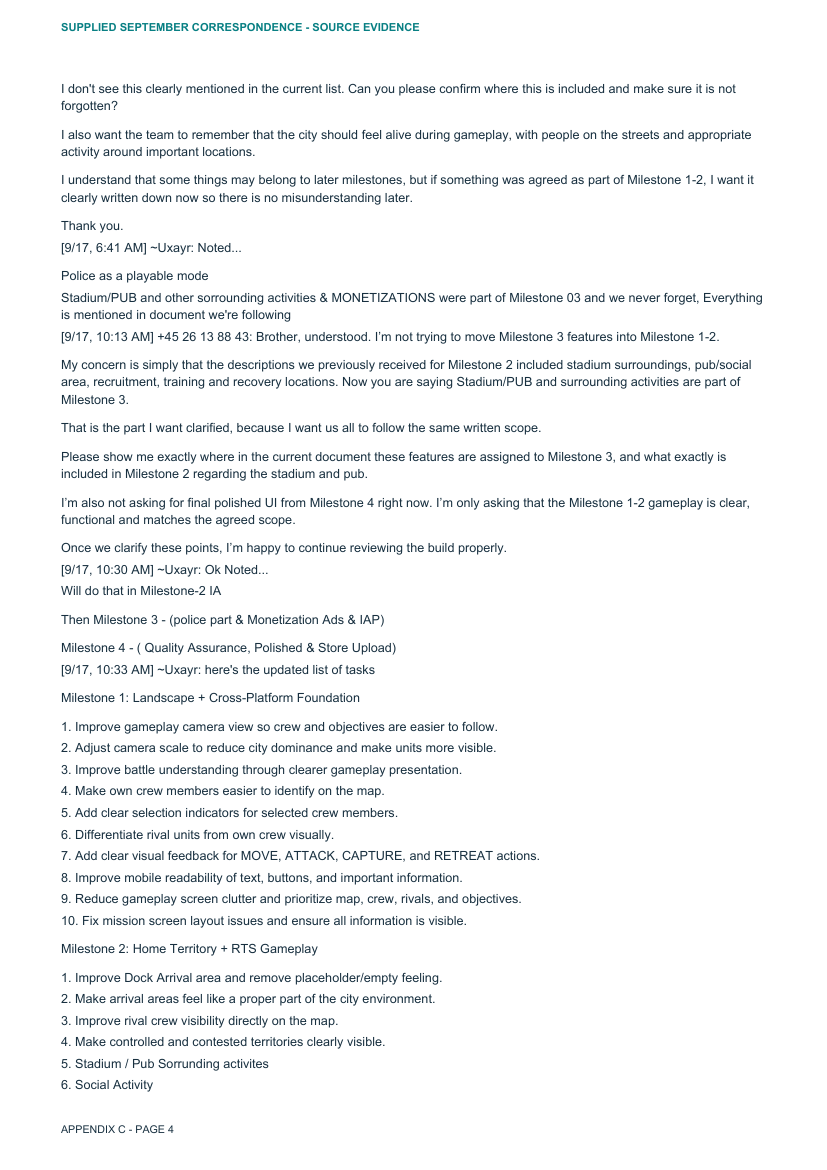 SUPPLIED SEPTEMBER CORRESPONDENCE - SOURCE EVIDENCE
I don't see this clearly mentioned in the current list. Can you please confirm where this is included and make sure it is not
forgotten?
I also want the team to remember that the city should feel alive during gameplay, with people on the streets and appropriate
activity around important locations.
I understand that some things may belong to later milestones, but if something was agreed as part of Milestone 1-2, I want it
clearly written down now so there is no misunderstanding later.
Thank you.
[9/17, 6:41 AM] ~Uxayr: Noted...
Police as a playable mode
Stadium/PUB and other sorrounding activities & MONETIZATIONS were part of Milestone 03 and we never forget, Everything
is mentioned in document we're following
[9/17, 10:13 AM] +45 26 13 88 43: Brother, understood. I’m not trying to move Milestone 3 features into Milestone 1-2.
My concern is simply that the descriptions we previously received for Milestone 2 included stadium surroundings, pub/social
area, recruitment, training and recovery locations. Now you are saying Stadium/PUB and surrounding activities are part of
Milestone 3.
That is the part I want clarified, because I want us all to follow the same written scope.
Please show me exactly where in the current document these features are assigned to Milestone 3, and what exactly is
included in Milestone 2 regarding the stadium and pub.
I’m also not asking for final polished UI from Milestone 4 right now. I’m only asking that the Milestone 1-2 gameplay is clear,
functional and matches the agreed scope.
Once we clarify these points, I’m happy to continue reviewing the build properly.
[9/17, 10:30 AM] ~Uxayr: Ok Noted...
Will do that in Milestone-2 IA
Then Milestone 3 - (police part & Monetization Ads & IAP)
Milestone 4 - ( Quality Assurance, Polished & Store Upload)
[9/17, 10:33 AM] ~Uxayr: here's the updated list of tasks
Milestone 1: Landscape + Cross-Platform Foundation
1. Improve gameplay camera view so crew and objectives are easier to follow.
2. Adjust camera scale to reduce city dominance and make units more visible.
3. Improve battle understanding through clearer gameplay presentation.
4. Make own crew members easier to identify on the map.
5. Add clear selection indicators for selected crew members.
6. Differentiate rival units from own crew visually.
7. Add clear visual feedback for MOVE, ATTACK, CAPTURE, and RETREAT actions.
8. Improve mobile readability of text, buttons, and important information.
9. Reduce gameplay screen clutter and prioritize map, crew, rivals, and objectives.
10. Fix mission screen layout issues and ensure all information is visible.
Milestone 2: Home Territory + RTS Gameplay
1. Improve Dock Arrival area and remove placeholder/empty feeling.
2. Make arrival areas feel like a proper part of the city environment.
3. Improve rival crew visibility directly on the map.
4. Make controlled and contested territories clearly visible.
5. Stadium / Pub Sorrunding activites
6. Social Activity
APPENDIX C - PAGE 4